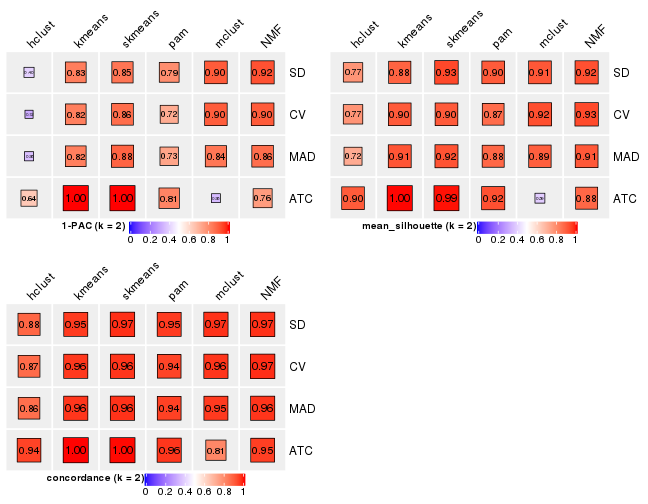 hclust kmeans skmeans pam mclust NMF
0.83 0.85 0.79 0.90 0.92 SD
0.82 0.86 0.72 0.90 0.90 CV
0.82 0.88 0.73 0.84 0.86 MAD
0.64 1.00 1.00 0.81 0.76 ATC
1-PAC (k = 2)
0 0.2 0.4 0.6 0.8 1
hclust kmeans skmeans pam mclust NMF
0.77 0.88 0.93 0.90 0.91 0.92 SD
0.77 0.90 0.90 0.87 0.92 0.93 CV
0.72 0.91 0.92 0.88 0.89 0.91 MAD
0.90 1.00 0.99 0.92 0.88 ATC
mean_silhouette (k = 2)
0 0.2 0.4 0.6 0.8 1
hclust kmeans skmeans pam mclust NMF
0.88 0.95 0.97 0.95 0.97 0.97 SD
0.87 0.96 0.96 0.94 0.96 0.97 CV
0.86 0.96 0.96 0.94 0.95 0.96 MAD
0.94 1.00 1.00 0.96 0.81 0.95 ATC
concordance (k = 2)
0 0.2 0.4 0.6 0.8 1